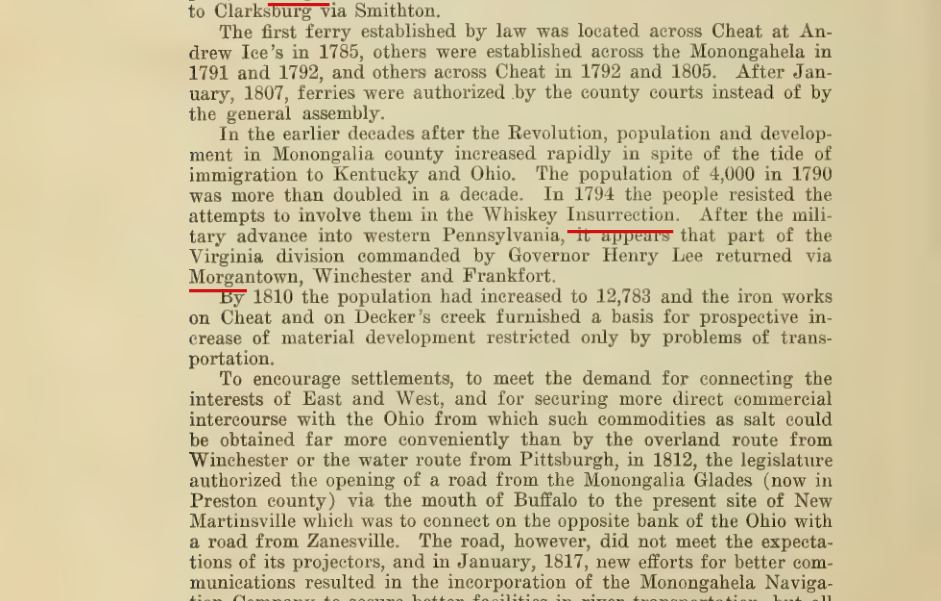 to Clarksburg via Smithton.
The first ferry established by law was located across Cheat at An-
drew Ice's in 1785, others were established across the Monongahela in
1791 and 1792, and others across Cheat in 1792 and 1805. After Jan-
uary, 1807, ferries were authorized by the county courts instead of by
the general assembly.
In the earlier decades after the Revolution, population and develop-
ment in Monongalia county increased rapidly in spite of the tide of
immigration to Kentucky and Ohio. The population of 4,000 in 1790
was more than doubled in a decade. In 1794 the people resisted the
attempts to involve them in the Whiskey Insurrection. After the mili-
tary advance into western Pennsylvania, it appears that part of the
Virginia division commanded by Governor Henry Lee returned via
Morgantown, Winchester and Frankfort.
By 1810 the population had increased to 12,783 and the iron works
on Cheat and on Decker's creek furnished a basis for prospective in-
crease of material development restricted only by problems of trans-
portation.
To encourage settlements, to meet the demand for connecting the
interests of East and West, and for securing more direct commercial
intercourse with the Ohio from which such commodities as salt could
be obtained far more conveniently than by the overland route from
Winchester or the water route from Pittsburgh, in 1812, the legislature
authorized the opening of a road from the Monongalia Glades (now in
Preston county) via the mouth of Buffalo to the present site of New
Martinsville which was to connect on the opposite bank of the Ohio with
a road from Zanesville. The road, however, did not meet the expecta-
tions of its projectors, and in January, 1817, new efforts for better com-
munications resulted in the incorporation of the Monongahela Naviga-
tion Company to secure better facilities in river transportation, but all